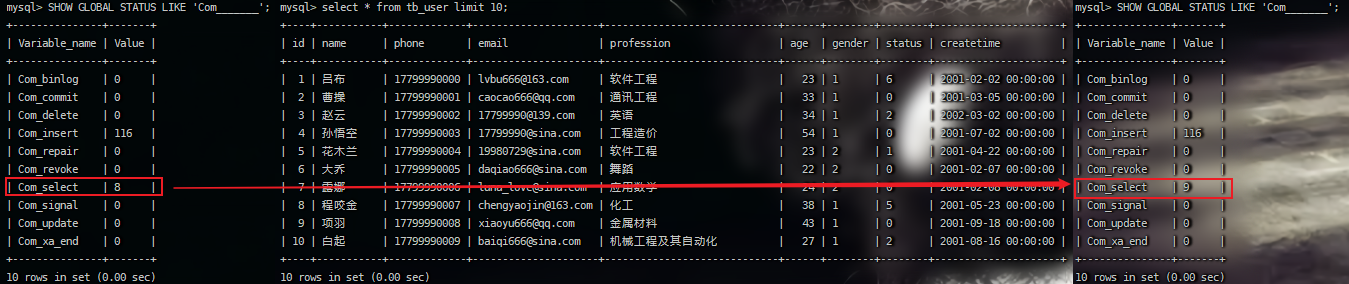 mysql> SHOW GLOBAL STATUS LIKE 'Com_______';
+---------------+-------+
| Variable_name | Value |
+---------------+-------+
| Com_binlog | 0 |
| Com_commit | 0 |
| Com_delete | 0 |
| Com_insert | 116 |
| Com_repair | 0 |
| Com_revoke | 0 |
| Com_select | 8 |
| Com_signal | 0 |
| Com_update | 0 |
| Com_xa_end | 0 |
+---------------+-------+
10 rows in set (0.00 sec)
mysql> select * from tb_user limit 10;
| id | name | phone | email | profession | age | gender | status | createtime |
| 1 | 吕布 | 17799990000 | lvbu666@163.com | 软件工程 | 23 | 1 | 6 | 2001-02-02 00:00:00 |
| 2 | 曹操 | 17799990001 | caocao666@qq.com | 通讯工程 | 33 | 1 | 0 | 2001-03-05 00:00:00 |
| 3 | 赵云 | 17799990002 | 17799990@139.com | 英语 | 34 | 1 | 2 | 2002-03-02 00:00:00 |
| 4 | 孙悟空 | 17799990003 | 17799990@sina.com | 工程造价 | 54 | 1 | 0 | 2001-07-02 00:00:00 |
| 5 | 花木兰 | 17799990004 | 19980729@sina.com | 软件工程 | 23 | 2 | 1 | 2001-04-22 00:00:00 |
| 6 | 大乔 | 17799990005 | daqiao666@sina.com | 舞蹈 | 22 | 2 | 0 | 2001-02-07 00:00:00 |
| 7 | 露娜 | 17799990006 | luna_love@sina.com | 应用数学 | 24 | 2 | 0 | 2001-02-08 00:00:00 |
| 8 | 程咬金 | 17799990007 | chengyaojin@163.com | 化工 | 38 | 1 | 5 | 2001-05-23 00:00:00 |
| 9 | 项羽 | 17799990008 | xiaoyu666@qq.com | 金属材料 | 43 | 1 | 0 | 2001-09-18 00:00:00 |
| 10 | 白起 | 17799990009 | baiqi666@sina.com | 机械工程及其自动化 | 27 | 1 | 2 | 2001-08-16 00:00:00 |
10 rows in set (0.00 sec)
mysql> SHOW GLOBAL STATUS LIKE 'Com_______';
+---------------+-------+
| Variable_name | Value |
+---------------+-------+
| Com_binlog | 0 |
| Com_commit | 0 |
| Com_delete | 0 |
| Com_insert | 116 |
| Com_repair | 0 |
| Com_revoke | 0 |
| Com_select | 9 |
| Com_signal | 0 |
| Com_update | 0 |
| Com_xa_end | 0 |
+---------------+-------+
10 rows in set (0.00 sec)